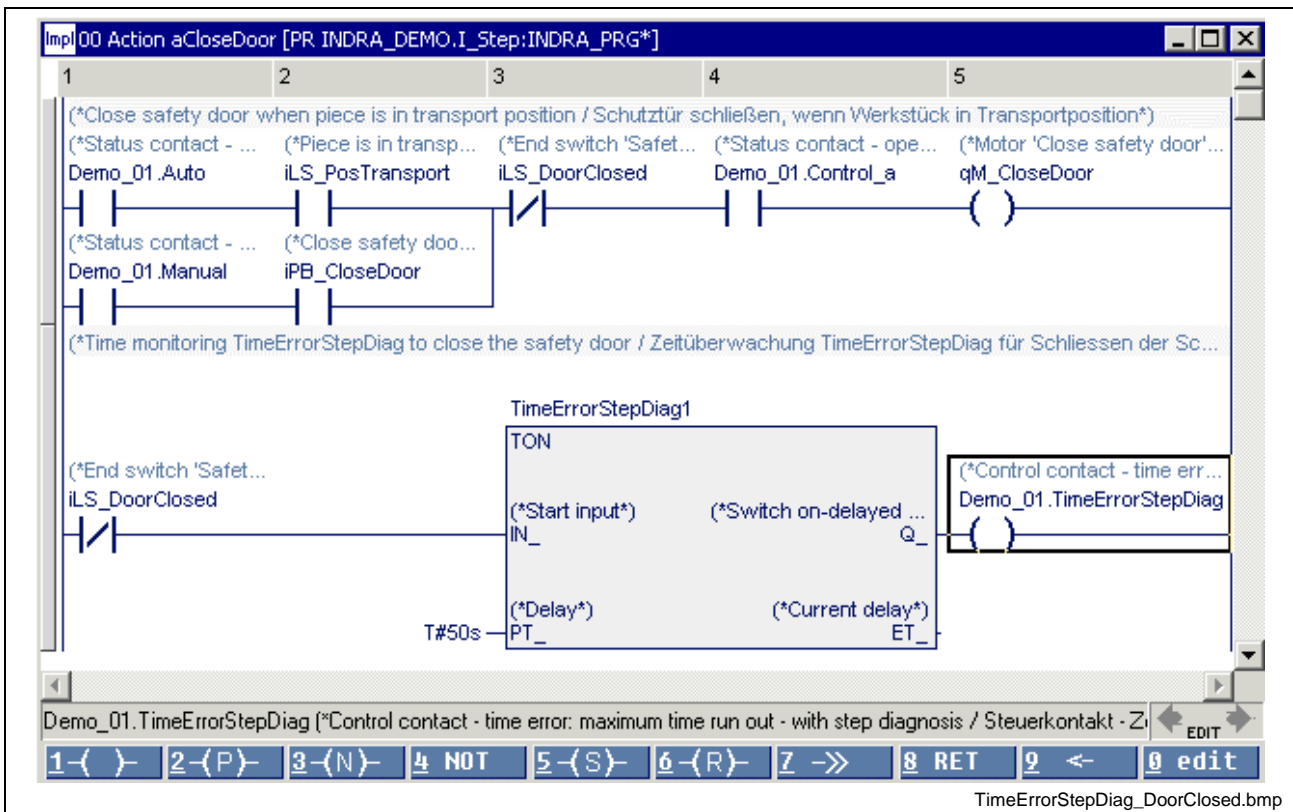 Impl 00 Action aCloseDoor [PR INDRA_DEMO.I_Step:INDRA_PRG*]
1 2 3 4 5
(*Close safety door when piece is in transport position / Schutztür schließen, wenn Werkstück in Transportposition*)
(*Status contact - ... (*Piece is in transp... (*End switch 'Safet... (*Status contact - ope... (*Motor 'Close safety door'...
Demo_01.Auto iLS_PosTransport iLS_DoorClosed Demo_01.Control_a qM_CloseDoor
(*Status contact - ... (*Close safety doo...
Demo_01.Manual iPB_CloseDoor
(*Time monitoring TimeErrorStepDiag to close the safety door / Zeitüberwachung TimeErrorStepDiag für Schliessen der Sc...
TimeErrorStepDiag1
TON
(*End switch 'Safet... (*Control contact - time err...
iLS_DoorClosed Demo_01.TimeErrorStepDiag
(*Start input*) (*Switch on-delayed ...
IN_ Q_
(*Delay*) (*Current delay*)
T#50s PT_ ET_
Demo_01.TimeErrorStepDiag (*Control contact - time error: maximum time run out - with step diagnosis / Steuerkontakt - Z
EDIT
1-( )- 2-(P)- 3-(N)- 4 NOT 5-(S)- 6-(R)- 7 ->> 8 RET 9 <- 0 edit
TimeErrorStepDiag_DoorClosed.bmp